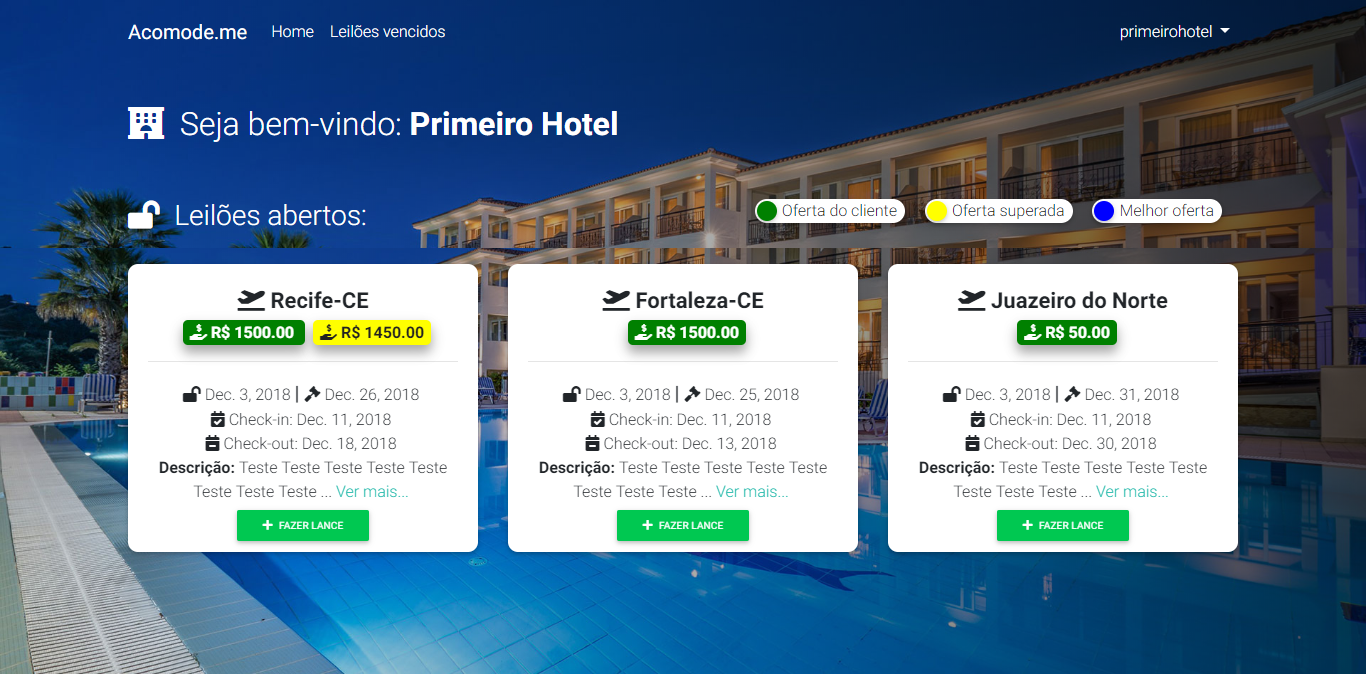 Acomode.me Home Leilões vencidos primeirohotel
Seja bem-vindo: Primeiro Hotel
Leilões abertos: Oferta do cliente Oferta superada Melhor oferta
Recife-CE
R$ 1500.00 R$ 1450.00
Dec. 3, 2018 | Dec. 26, 2018
Check-in: Dec. 11, 2018
Check-out: Dec. 18, 2018
Descrição: Teste Teste Teste Teste Teste
Teste Teste Teste ... Ver mais...
+ FAZER LANCE
Fortaleza-CE
R$ 1500.00
Dec. 3, 2018 | Dec. 25, 2018
Check-in: Dec. 11, 2018
Check-out: Dec. 13, 2018
Descrição: Teste Teste Teste Teste Teste
Teste Teste Teste ... Ver mais...
+ FAZER LANCE
Juazeiro do Norte
R$ 50.00
Dec. 3, 2018 | Dec. 31, 2018
Check-in: Dec. 11, 2018
Check-out: Dec. 30, 2018
Descrição: Teste Teste Teste Teste Teste
Teste Teste Teste ... Ver mais...
+ FAZER LANCE